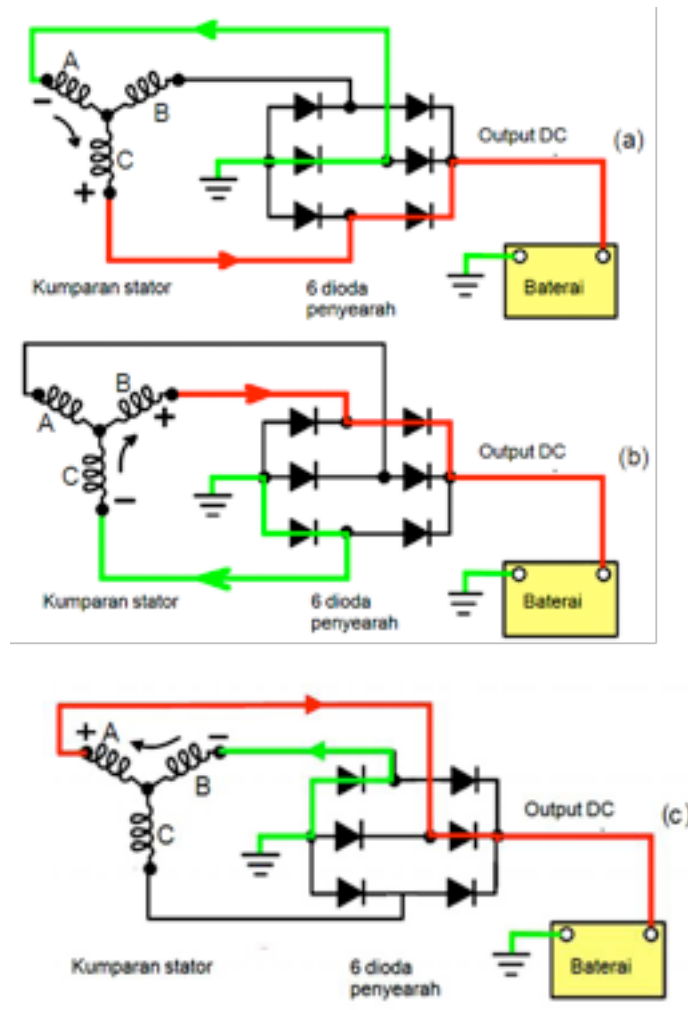 A
B
−
C
+
Output DC
(a)
Baterai
Kumparan stator
6 dioda
penyearah
B
A
+
C
−
Output DC
(b)
Baterai
Kumparan stator
6 dioda
penyearah
+
A
−
B
C
Output DC
(c)
Baterai
Kumparan stator
6 dioda
penyearah